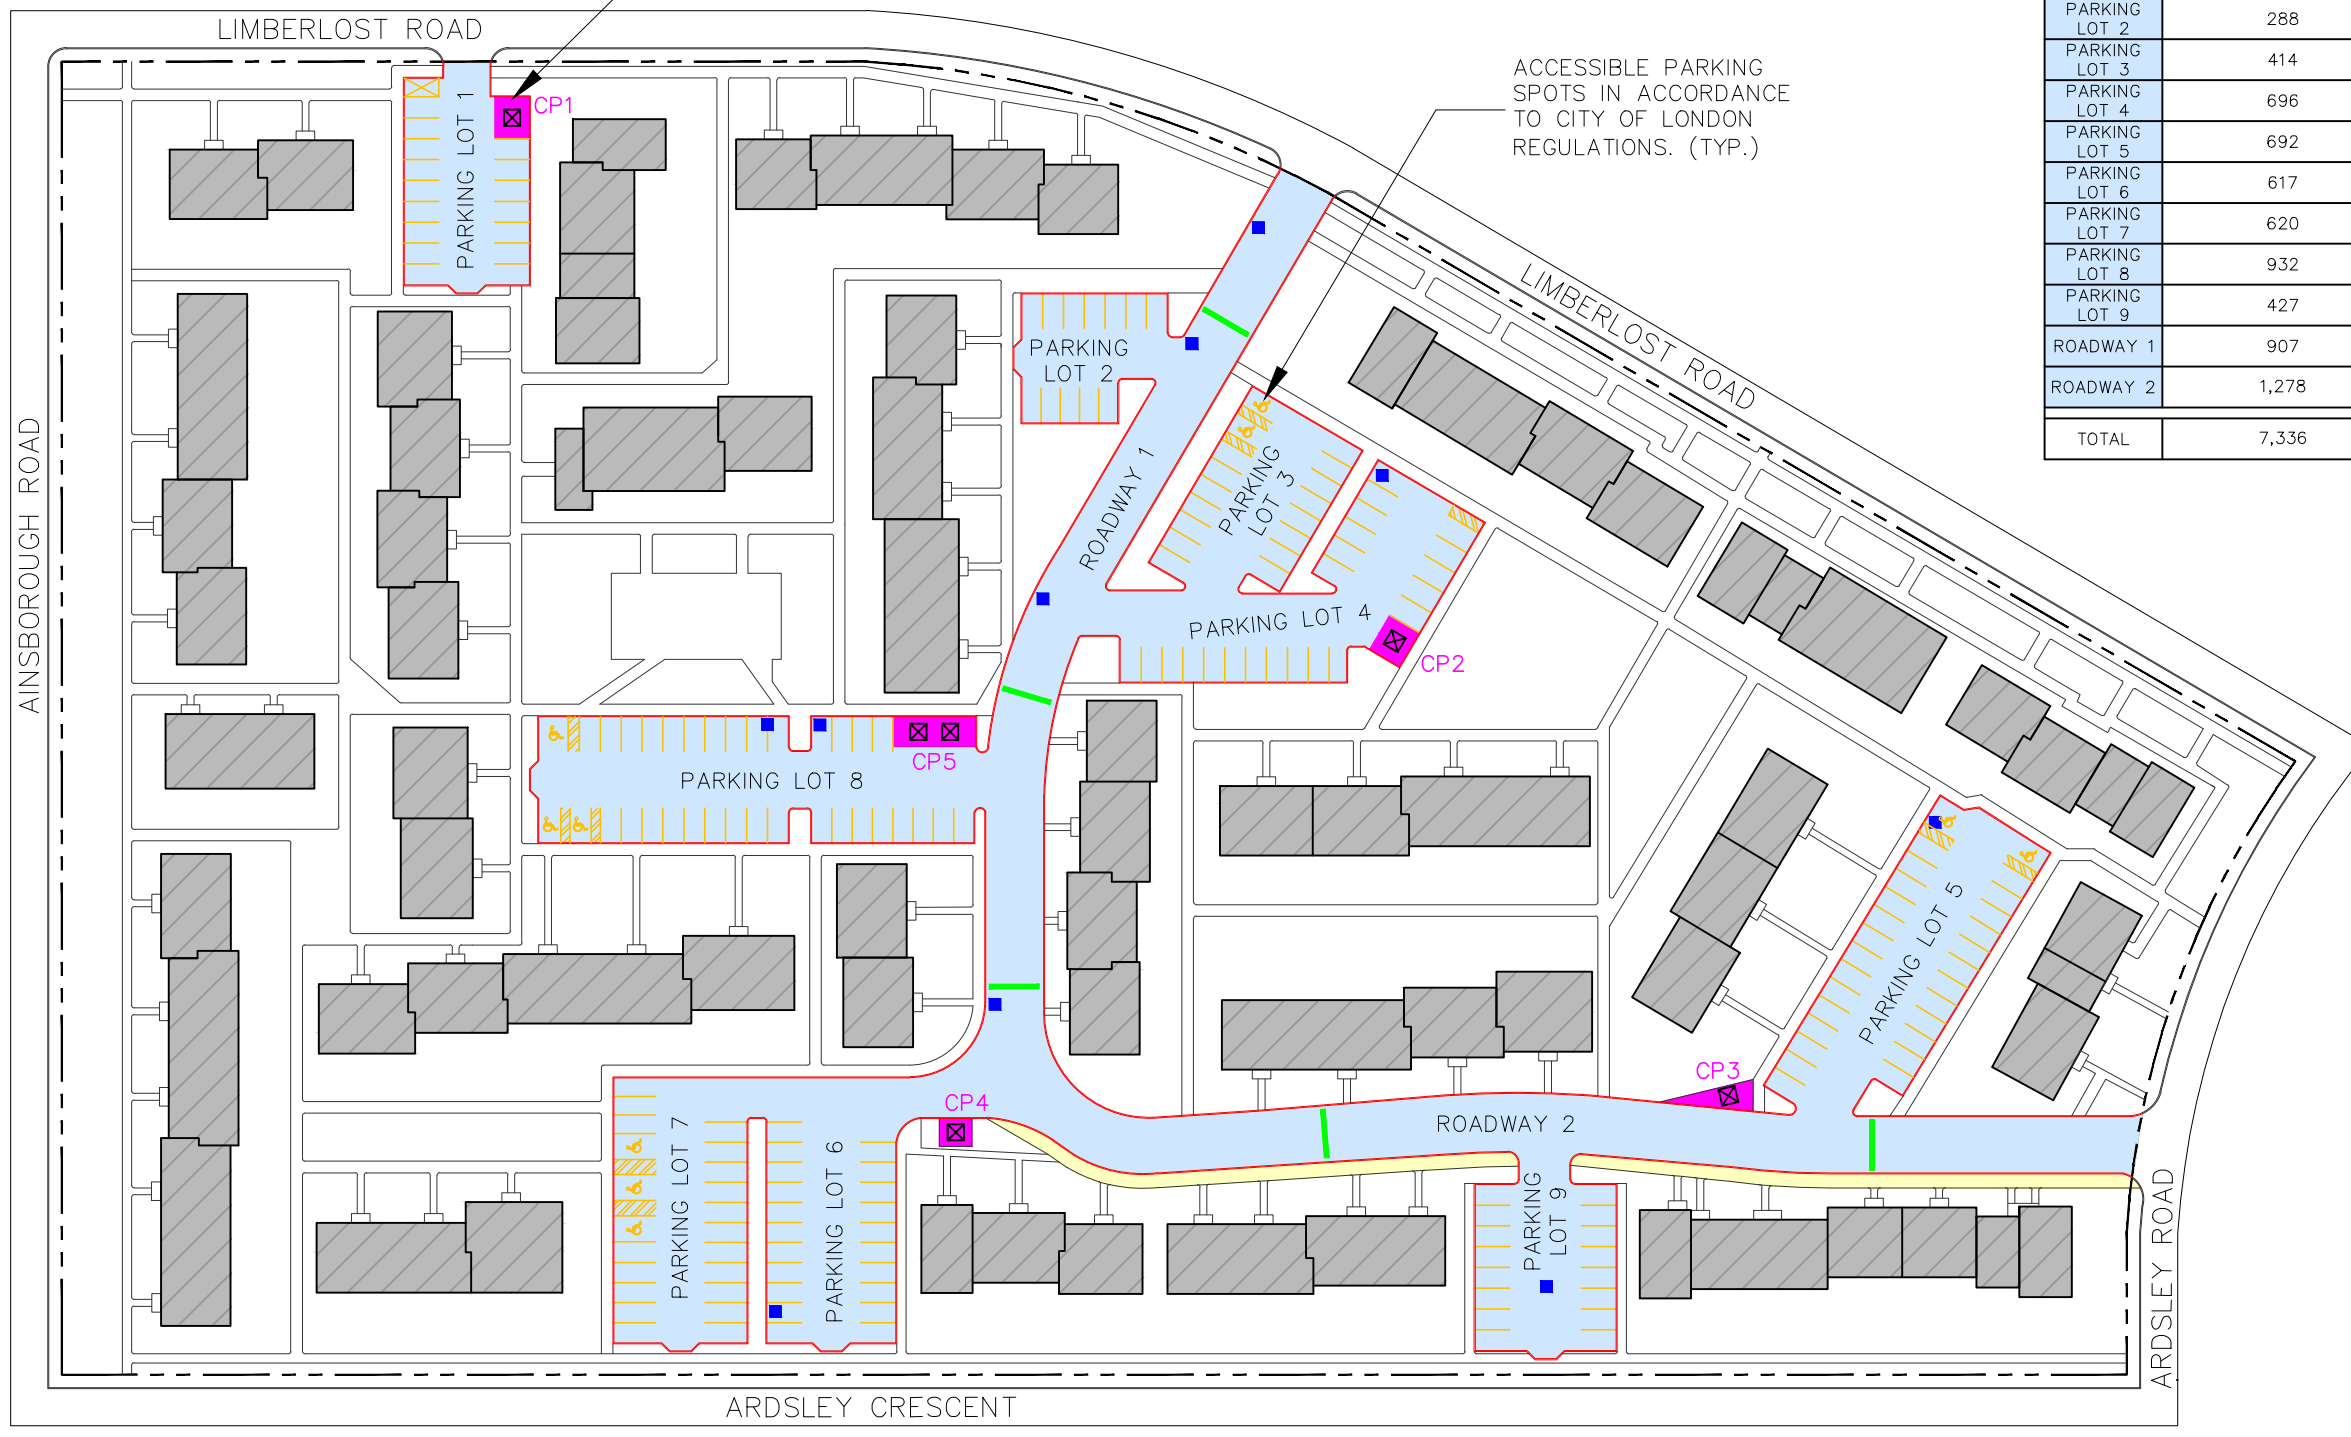 LIMBERLOST ROAD
CP1
PARKING LOT 1
ACCESSIBLE PARKING
SPOTS IN ACCORDANCE
TO CITY OF LONDON
REGULATIONS. (TYP.)
PARKING
LOT 2
288
PARKING
LOT 3
414
PARKING
LOT 4
696
PARKING
LOT 5
692
PARKING
LOT 6
617
PARKING
LOT 7
620
PARKING
LOT 8
932
PARKING
LOT 9
427
ROADWAY 1
907
ROADWAY 2
1,278
TOTAL
7,336
LIMBERLOST ROAD
PARKING
LOT 2
AINSBOROUGH ROAD
ROADWAY 1
PARKING
LOT 3
PARKING LOT 4
CP2
CP5
PARKING LOT 8
PARKING LOT 5
CP3
CP4
ROADWAY 2
PARKING LOT 7
PARKING LOT 6
PARKING
LOT 9
ARDSLEY ROAD
ARDSLEY CRESCENT